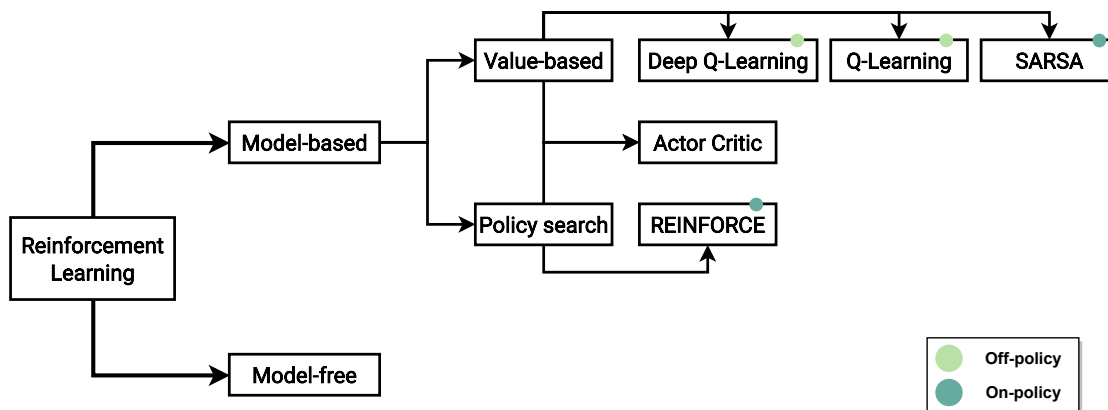 Value-based
Deep Q-Learning
Q-Learning
SARSA
Model-based
Actor Critic
Policy search
REINFORCE
Reinforcement
Learning
Model-free
Off-policy
On-policy